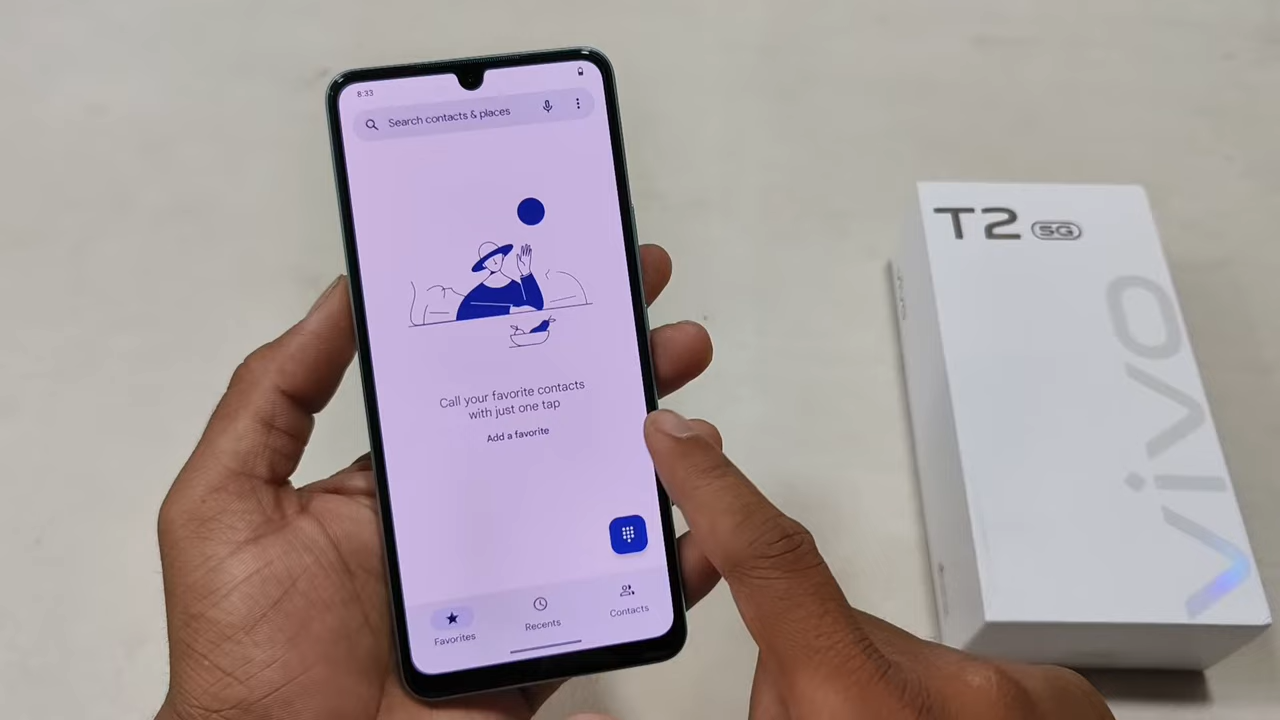 8:33
Search contacts & places
Call your favorite contacts
with just one tap
Add a favorite
Favorites
Recents
Contacts
T2 5G
vivo